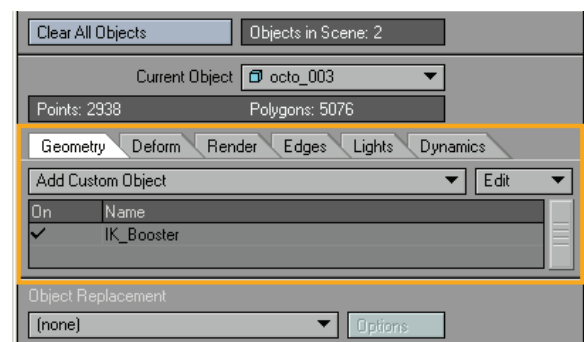 Clear All Objects Objects in Scene: 2
Current Object octo_003
Points: 2938 Polygons: 5076
Geometry Deform Render Edges Lights Dynamics
Add Custom Object Edit
On Name
IK_Booster
Object Replacement
(none) Options